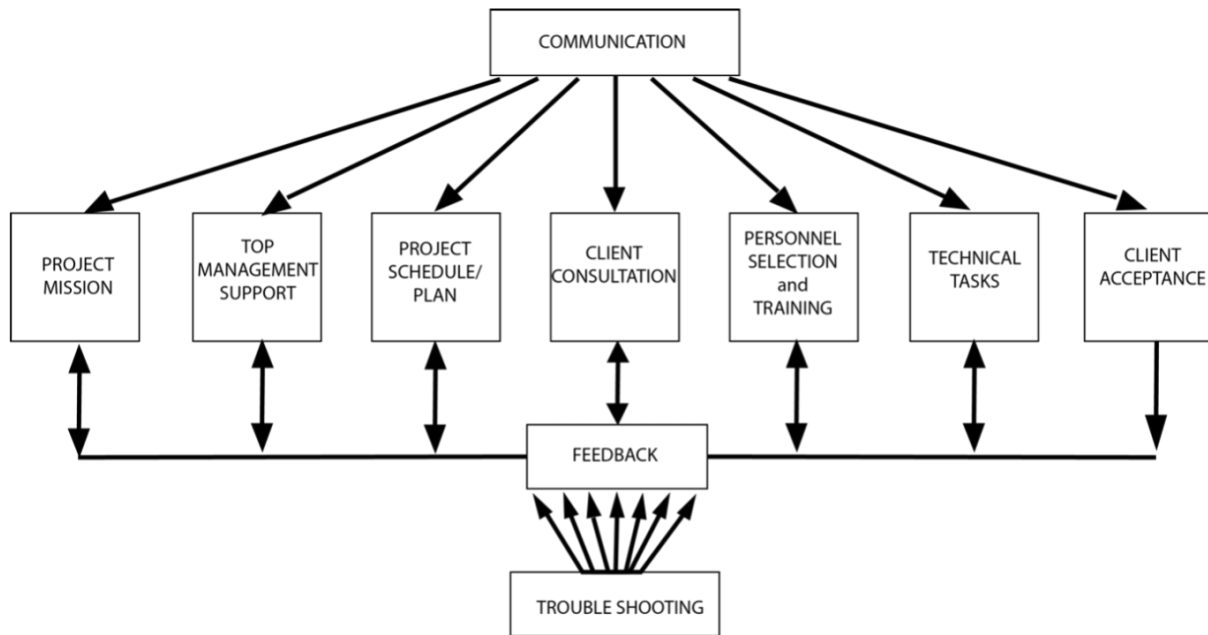 COMMUNICATION
PROJECT
MISSION
TOP
MANAGEMENT
SUPPORT
PROJECT
SCHEDULE/
PLAN
CLIENT
CONSULTATION
PERSONNEL
SELECTION
and
TRAINING
TECHNICAL
TASKS
CLIENT
ACCEPTANCE
FEEDBACK
TROUBLE SHOOTING